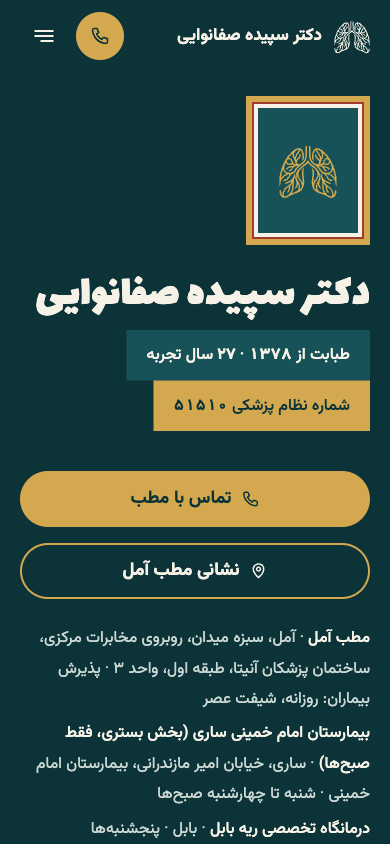 دکتر سپیده صفانوایی
دکتر سپیده صفانوایی
طبابت از ۱۳۷۸ · ۲۷ سال تجربه
شماره نظام پزشکی ۵۱۵۱۰
تماس با مطب
نشانی مطب آمل
مطب آمل · آمل، سبزه میدان، روبروی مخابرات مرکزی،
ساختمان پزشکان آنیتا، طبقه اول، واحد ۳ · پذیرش
بیماران: روزانه، شیفت عصر
بیمارستان امام خمینی ساری (بخش بستری، فقط
صبح‌ها) · ساری، خیابان امیر مازندرانی، بیمارستان امام
خمینی · شنبه تا چهارشنبه صبح‌ها
درمانگاه تخصصی ریه بابل · بابل · پنجشنبه‌ها